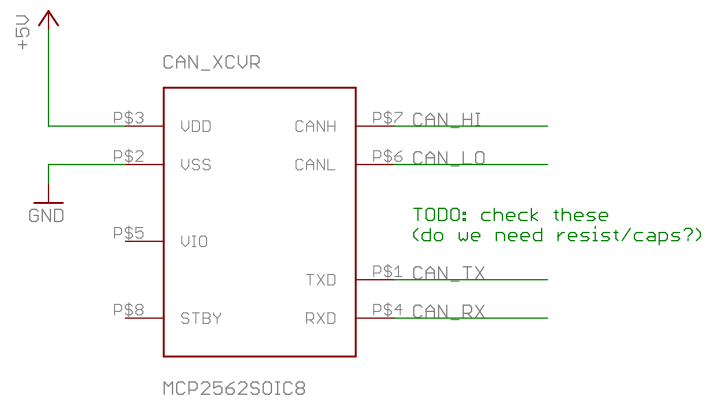 +5V
CAN_XCVR
P$3 VDD CANH P$7 CAN_HI
P$2 VSS CANL P$6 CAN_LO
GND
TODO: check these
(do we need resist/caps?)
P$5 VIO
TXD P$1 CAN_TX
P$8 STBY RXD P$4 CAN_RX
MCP2562SOIC8